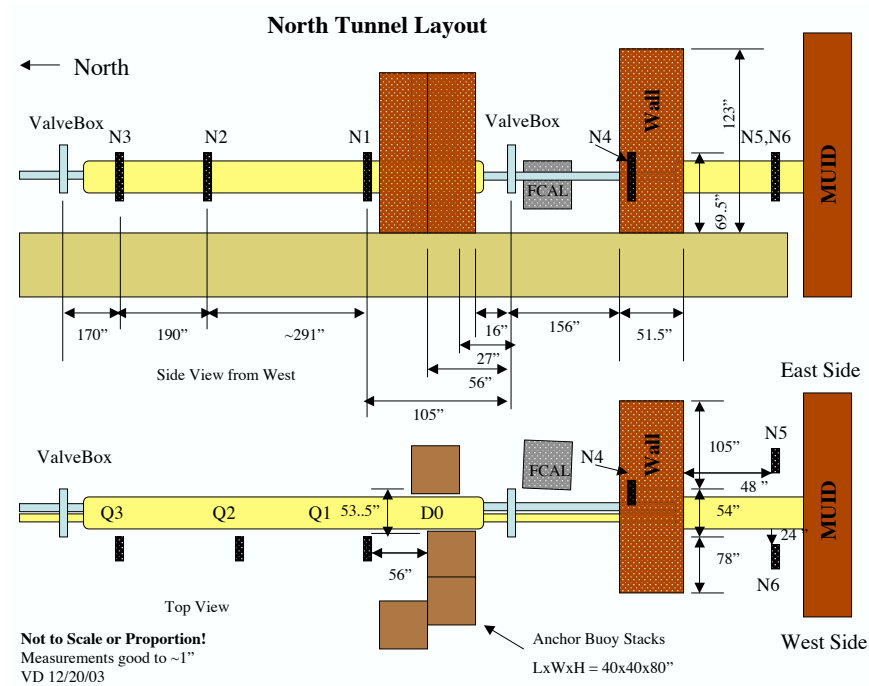 North Tunnel Layout
North
ValveBox
N3
N2
N1
ValveBox
N4
Wall
123”
N5,N6
MUID
FCAL
69.5”
170”
190”
~291”
16”
156”
51.5”
27”
56”
105”
Side View from West
East Side
ValveBox
FCAL
N4
Wall
105”
N5
48 ”
Q3
Q2
Q1
53..5”
D0
54”
24 ”
MUID
56”
78”
N6
Top View
Not to Scale or Proportion!
Measurements good to ~1”
VD 12/20/03
Anchor Buoy Stacks
LxWxH = 40x40x80”
West Side